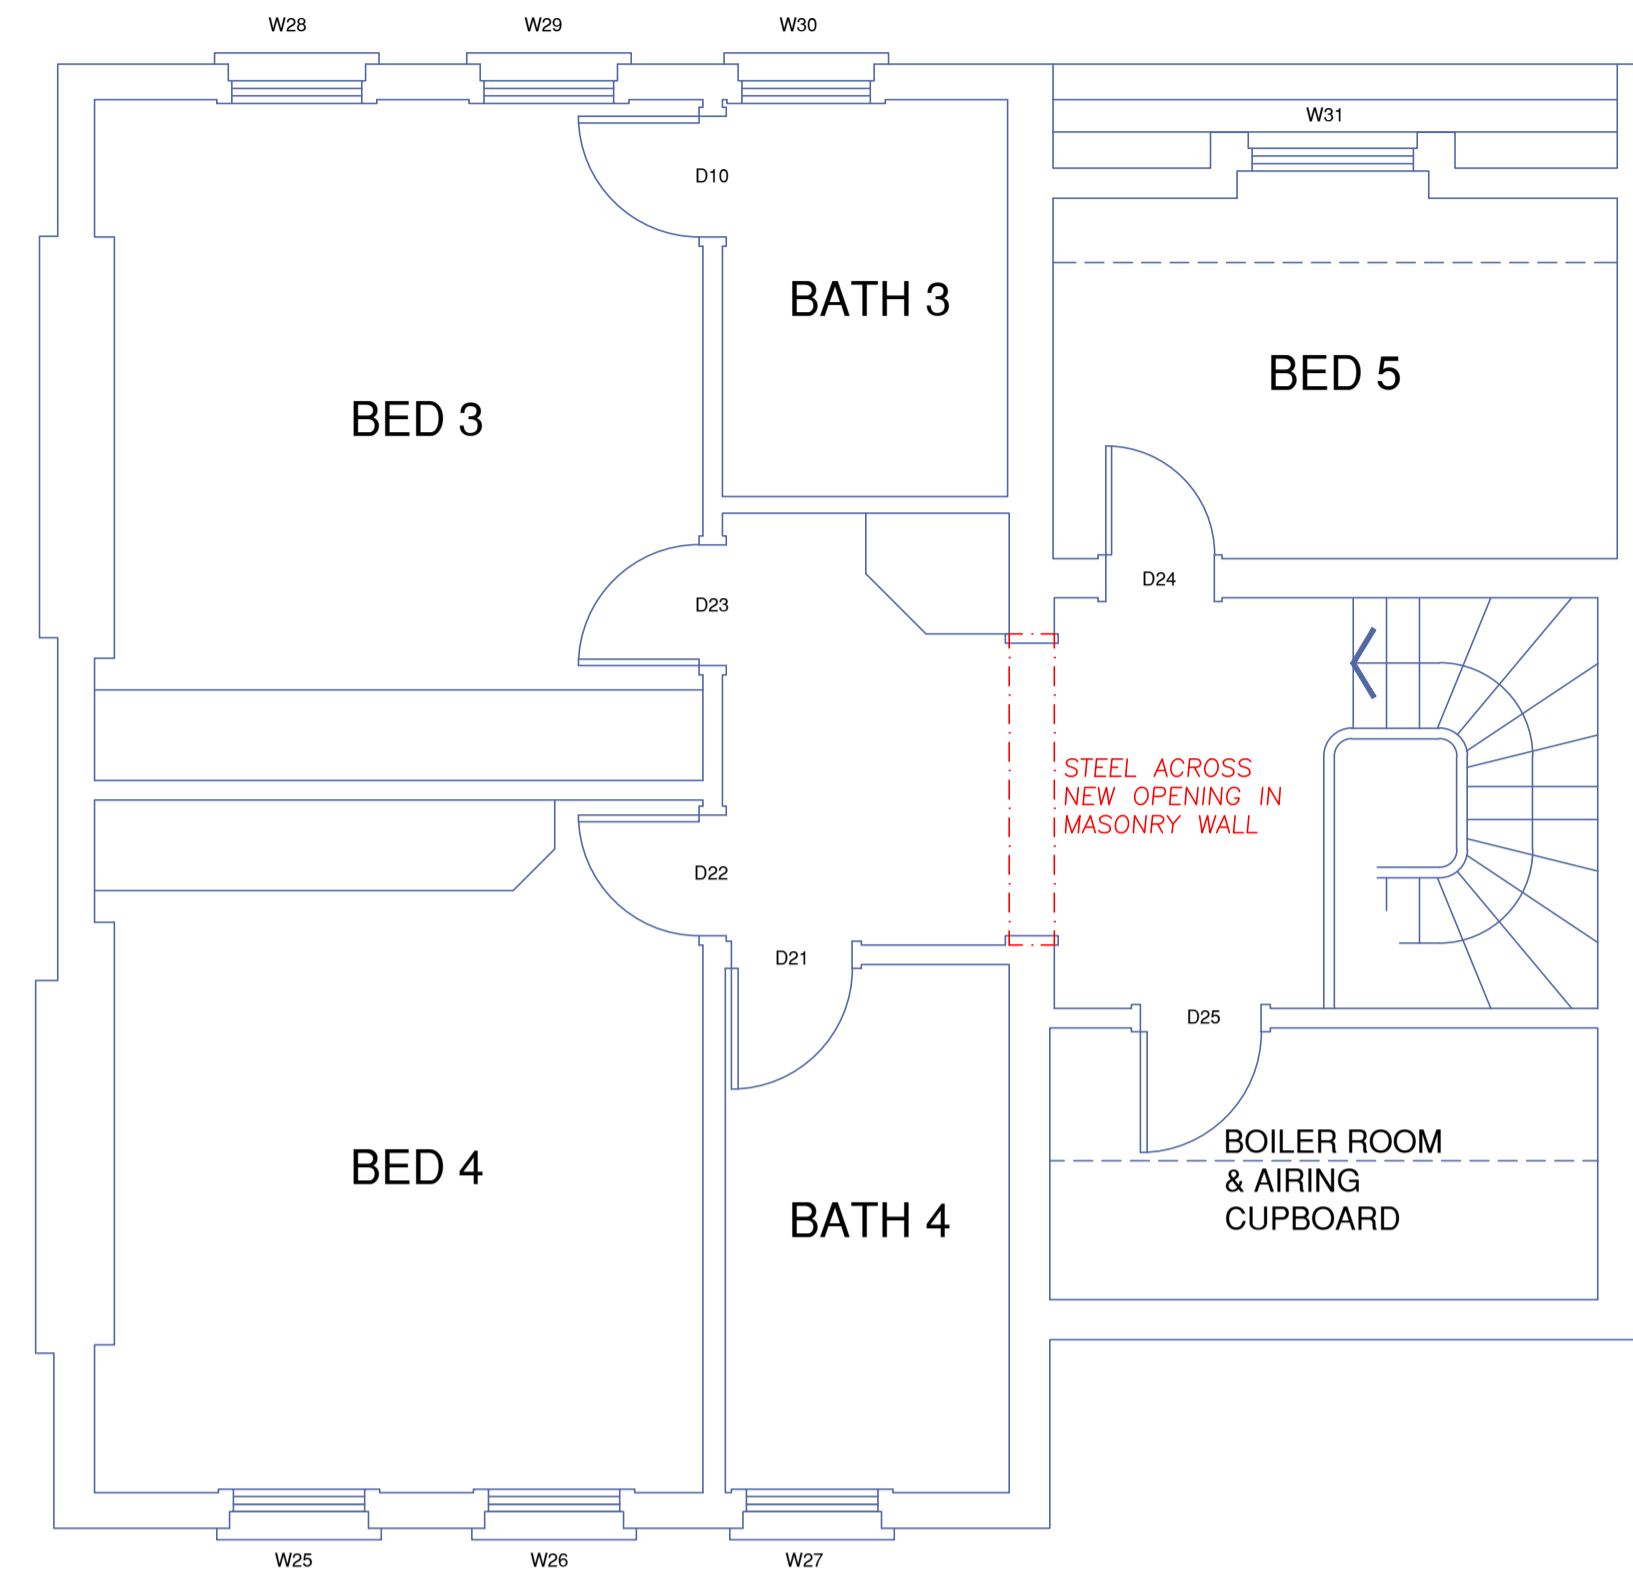 W28
W29
W30
W31
D10
BATH 3
BED 5
BED 3
D24
D23
STEEL ACROSS
NEW OPENING IN
MASONRY WALL
D22
D21
D25
BOILER ROOM
& AIRING
CUPBOARD
BED 4
BATH 4
W25
W26
W27